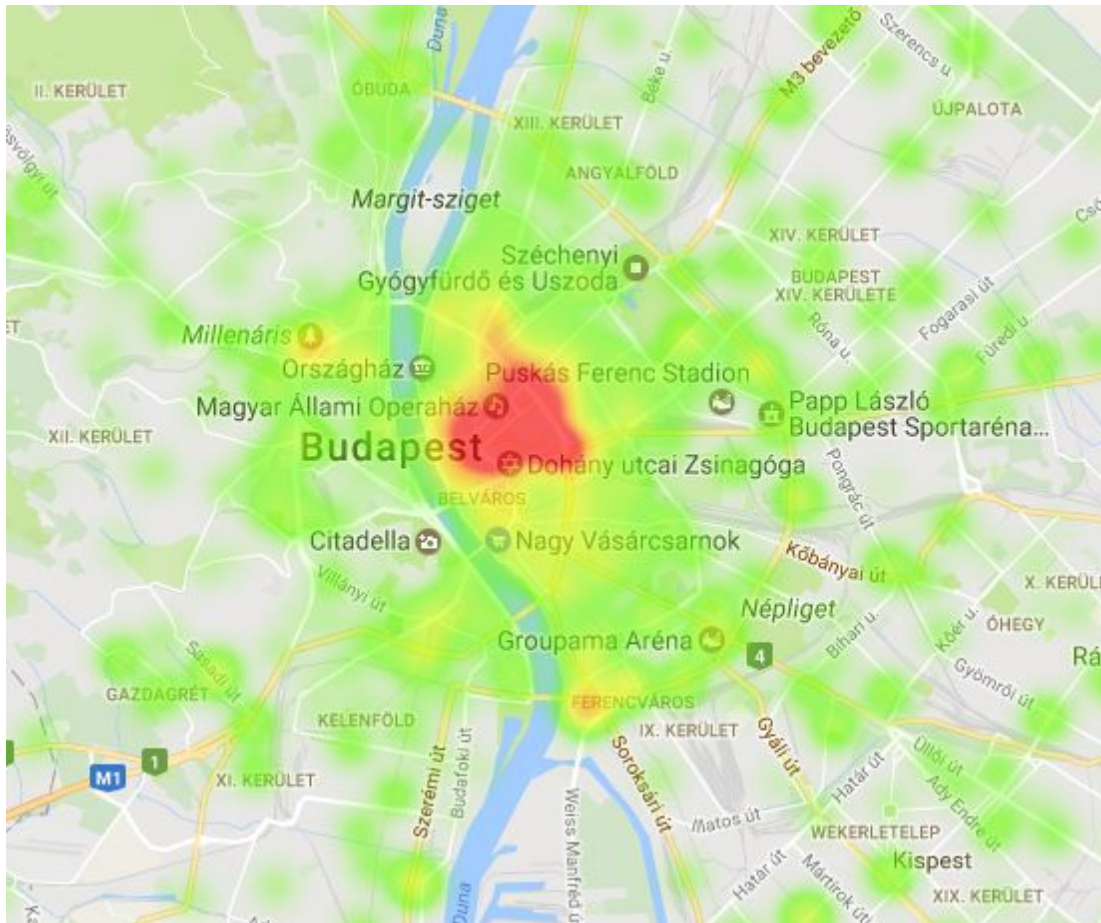 Duna
M3 bevezető
Szerencs u.
II. KERÜLET
ÓBUDA
Béke u.
XIII. KERÜLET
ÚJPALOTA
ANGYALFÖLD
Margit-sziget
XIV. KERÜLET
Széchenyi
Gyógyfürdő és Uszoda
BUDAPEST
XIV. KERÜLETE
Fogarasi út
Róna u.
Füredi u.
Millenáris
Országház
Puskás Ferenc Stadion
Magyar Állami Operaház
Papp László
Budapest Sportaréna...
XII. KERÜLET
Budapest
Dohány utcai Zsinagóga
Pongrác út
BELVÁROS
Citadella
Nagy Vásárcsarnok
Kőbányai út
Villányi út
X. KERÜL
Népliget
Bihari u.
Kőér u.
ÓHEGY
Groupama Aréna
4
Rá
Sasadi út
Gyömrői út
GAZDAGRÉT
KELENFÖLD
FERENCVÁROS
IX. KERÜLET
1
M1
XI. KERÜLET
Szerémi út
Budafoki út
Soroksári út
Gyáli út
Üllői út
Határ út
Ady Endre út
Weiss Manfréd ú
Matos út
WEKERLETELEP
Kispest
Határ út
Mártírok útja
XIX. KERÜLET
Duna